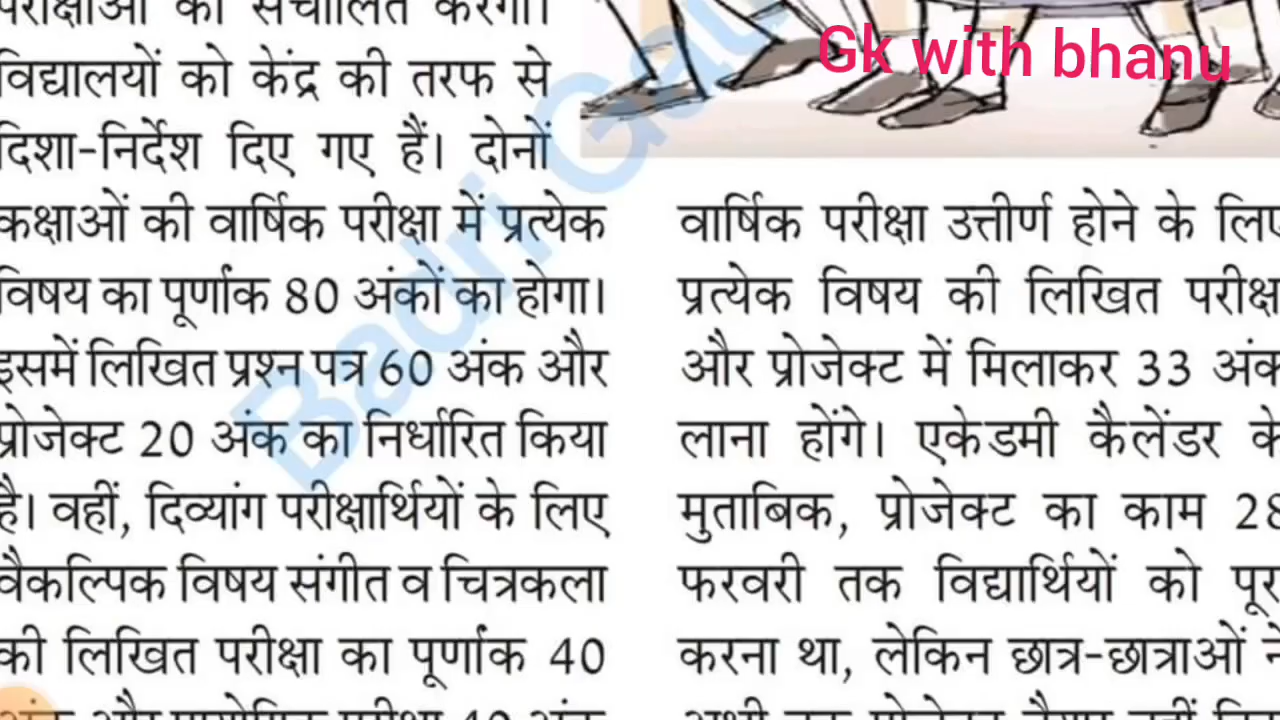 Gk with bhanu
परीक्षाओं को संचालित करेगा।
विद्यालयों को केंद्र की तरफ से
दिशा-निर्देश दिए गए हैं। दोनों
कक्षाओं की वार्षिक परीक्षा में प्रत्येक
विषय का पूर्णांक 80 अंकों का होगा।
इसमें लिखित प्रश्न पत्र 60 अंक और
प्रोजेक्ट 20 अंक का निर्धारित किया
है। वहीं, दिव्यांग परीक्षार्थियों के लिए
वैकल्पिक विषय संगीत व चित्रकला
की लिखित परीक्षा का पूर्णांक 40
वार्षिक परीक्षा उत्तीर्ण होने के लिए
प्रत्येक विषय की लिखित परीक्षा
और प्रोजेक्ट में मिलाकर 33 अंक
लाना होंगे। एकेडमी कैलेंडर के
मुताबिक, प्रोजेक्ट का काम 28
फरवरी तक विद्यार्थियों को पूरा
करना था, लेकिन छात्र-छात्राओं ने
Badri